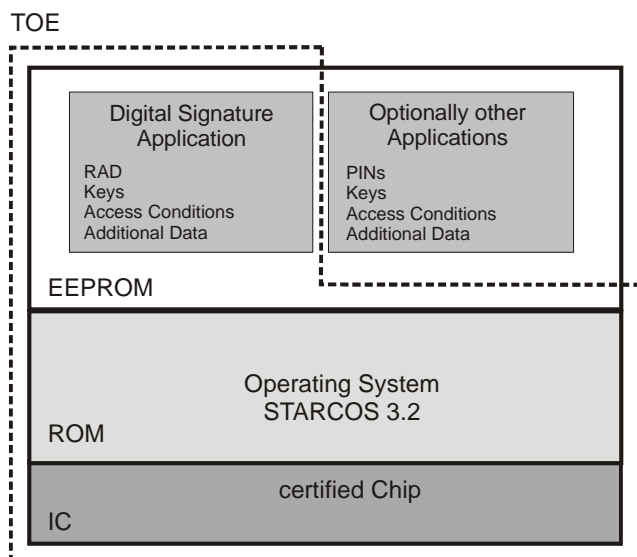 TOE
Digital Signature
Application
RAD
Keys
Access Conditions
Additional Data
Optionally other
Applications
PINs
Keys
Access Conditions
Additional Data
EEPROM
Operating System
STARCOS 3.2
ROM
certified Chip
IC